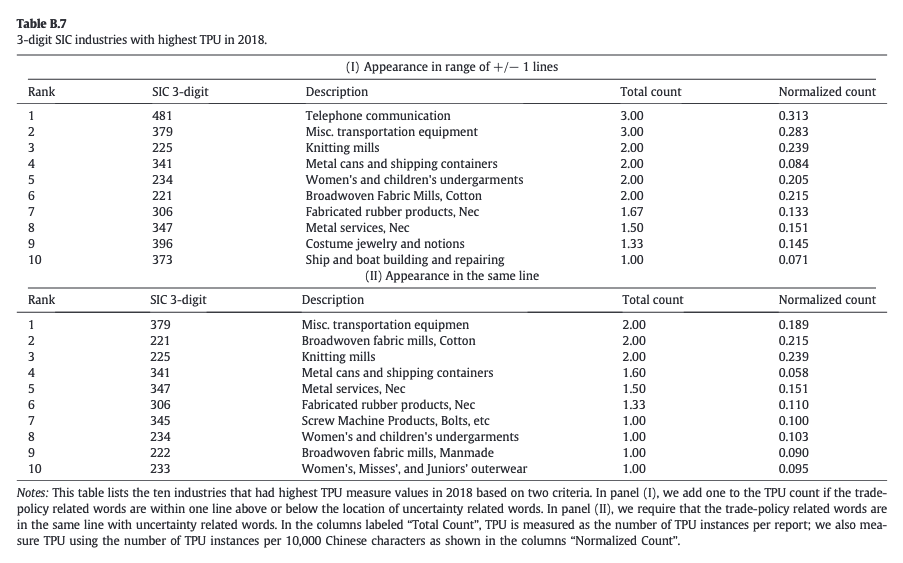 Table B.7
3-digit SIC industries with highest TPU in 2018.
(I) Appearance in range of +/− 1 lines
Rank SIC 3-digit Description Total count Normalized count
1 481 Telephone communication 3.00 0.313
2 379 Misc. transportation equipment 3.00 0.283
3 225 Knitting mills 2.00 0.239
4 341 Metal cans and shipping containers 2.00 0.084
5 234 Women's and children's undergarments 2.00 0.205
6 221 Broadwoven Fabric Mills, Cotton 2.00 0.215
7 306 Fabricated rubber products, Nec 1.67 0.133
8 347 Metal services, Nec 1.50 0.151
9 396 Costume jewelry and notions 1.33 0.145
10 373 Ship and boat building and repairing 1.00 0.071
(II) Appearance in the same line
Rank SIC 3-digit Description Total count Normalized count
1 379 Misc. transportation equipmen 2.00 0.189
2 221 Broadwoven fabric mills, Cotton 2.00 0.215
3 225 Knitting mills 2.00 0.239
4 341 Metal cans and shipping containers 1.60 0.058
5 347 Metal services, Nec 1.50 0.151
6 306 Fabricated rubber products, Nec 1.33 0.110
7 345 Screw Machine Products, Bolts, etc 1.00 0.100
8 234 Women's and children's undergarments 1.00 0.103
9 222 Broadwoven fabric mills, Manmade 1.00 0.090
10 233 Women's, Misses', and Juniors' outerwear 1.00 0.095
Notes: This table lists the ten industries that had highest TPU measure values in 2018 based on two criteria. In panel (I), we add one to the TPU count if the trade-
policy related words are within one line above or below the location of uncertainty related words. In panel (II), we require that the trade-policy related words are
in the same line with uncertainty related words. In the columns labeled “Total Count”, TPU is measured as the number of TPU instances per report; we also mea-
sure TPU using the number of TPU instances per 10,000 Chinese characters as shown in the columns “Normalized Count”.